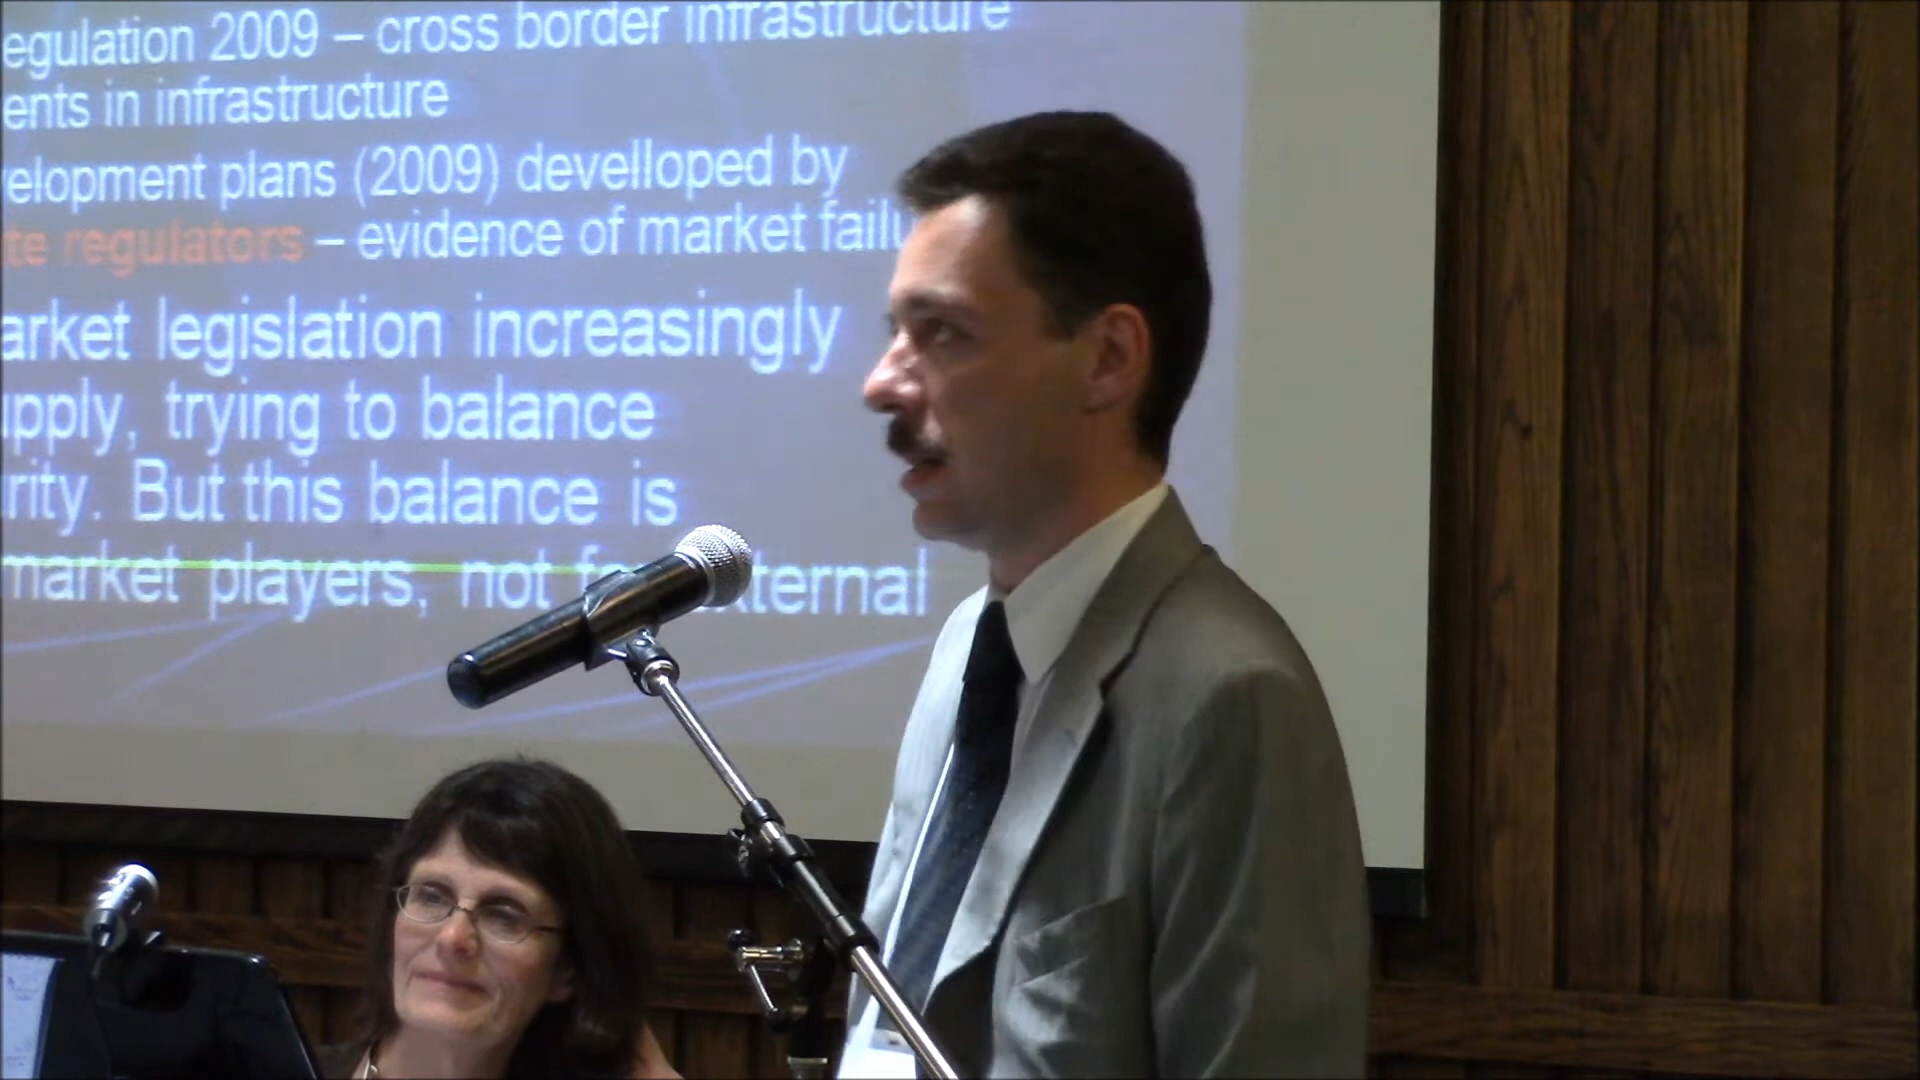 egulation 2009 – cross border infrastructure
ents in infrastructure
velopment plans (2009) develloped by
te regulators – evidence of market failu
arket legislation increasingly
upply, trying to balance
rity. But this balance is
market players, not ternal